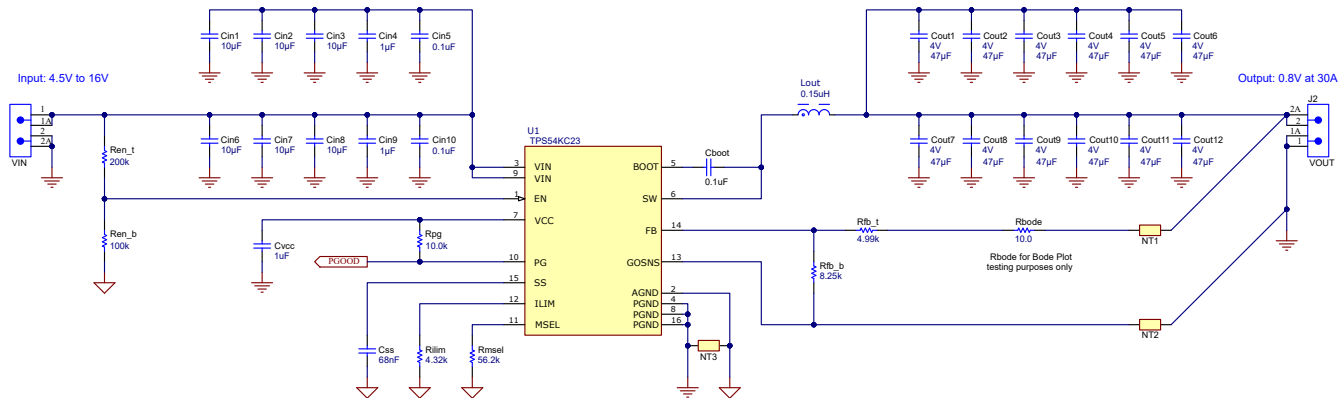 Cin1
10µF
Cin2
10µF
Cin3
10µF
Cin4
1µF
Cin5
0.1uF
Cout1
4V
47µF
Cout2
4V
47µF
Cout3
4V
47µF
Cout4
4V
47µF
Cout5
4V
47µF
Cout6
4V
47µF
Input: 4.5V to 16V
Output: 0.8V at 30A
Lout
0.15uH
1
1A
2
2A
VIN
J2
2A
2
1A
1
VOUT
Ren_t
200k
Cin6
10µF
Cin7
10µF
Cin8
10µF
Cin9
1µF
Cin10
0.1uF
U1
TPS54KC23
Cboot
0.1uF
Cout7
4V
47µF
Cout8
4V
47µF
Cout9
4V
47µF
Cout10
4V
47µF
Cout11
4V
47µF
Cout12
4V
47µF
3
VIN
9
VIN
1
EN
7
VCC
10
PG
15
SS
12
ILIM
11
MSEL
BOOT
5
SW
6
FB
14
GOSNS
13
AGND
2
PGND
4
PGND
8
PGND
16
Ren_b
100k
Cvcc
1uF
Rpg
10.0k
PGOOD
Rfb_t
4.99k
Rbode
10.0
NT1
Rfb_b
8.25k
Rbode for Bode Plot
testing purposes only
NT2
NT3
Css
68nF
Rilim
4.32k
Rmsel
56.2k